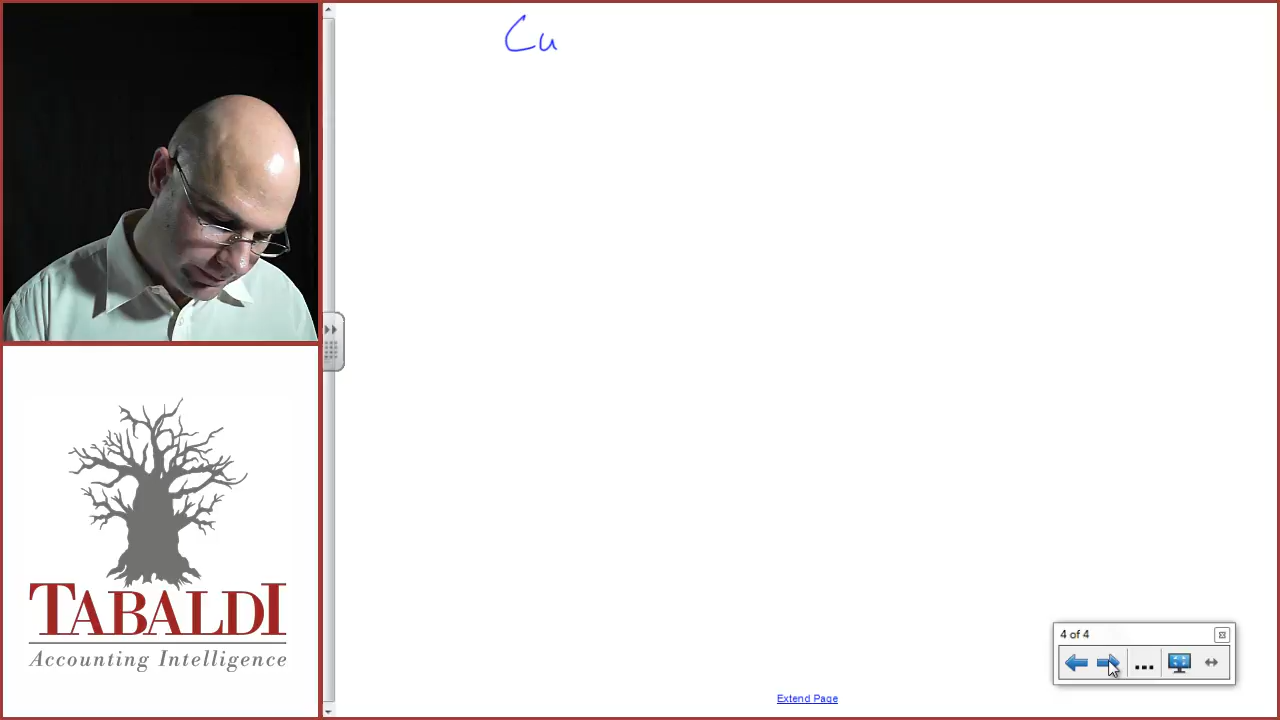 Cu
TABALDI
Accounting Intelligence
4 of 4
...
Extend Page